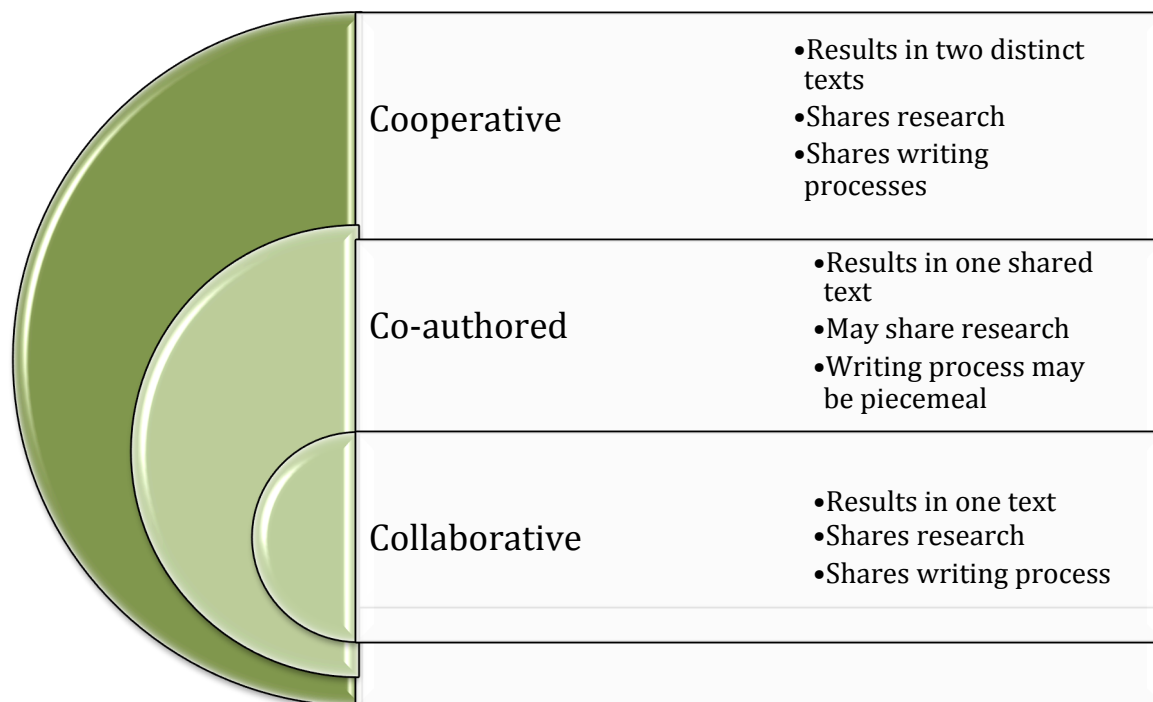 Cooperative
•Results in two distinct
texts
•Shares research
•Shares writing
processes
Co-authored
•Results in one shared
text
•May share research
•Writing process may
be piecemeal
Collaborative
•Results in one text
•Shares research
•Shares writing process